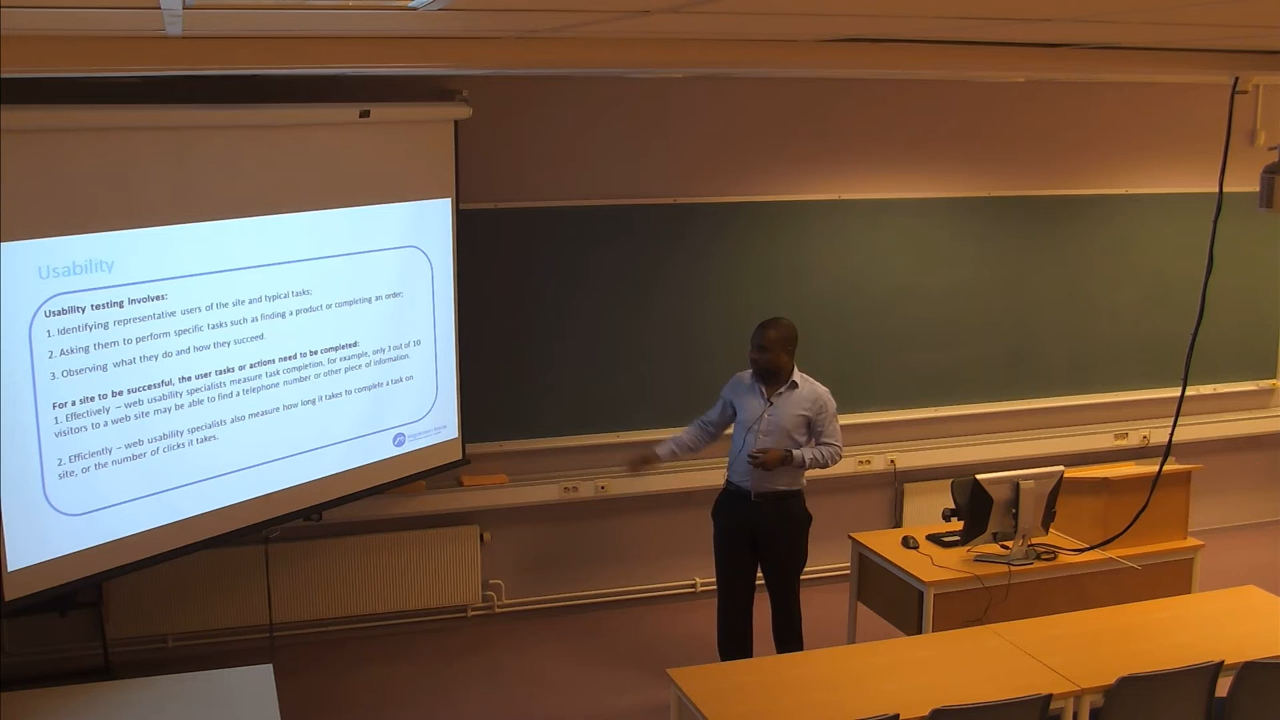 Usability
Usability testing Involves:
1. Identifying representative users of the site and typical tasks;
2. Asking them to perform specific tasks such as finding a product or completing an order;
3. Observing what they do and how they succeed.
For a site to be successful, the user tasks or actions need to be completed:
1. Effectively – web usability specialists measure task completion, for example, only 3 out of 10
visitors to a web site may be able to find a telephone number or other piece of information.
2. Efficiently – web usability specialists also measure how long it takes to complete a task on
site, or the number of clicks it takes.